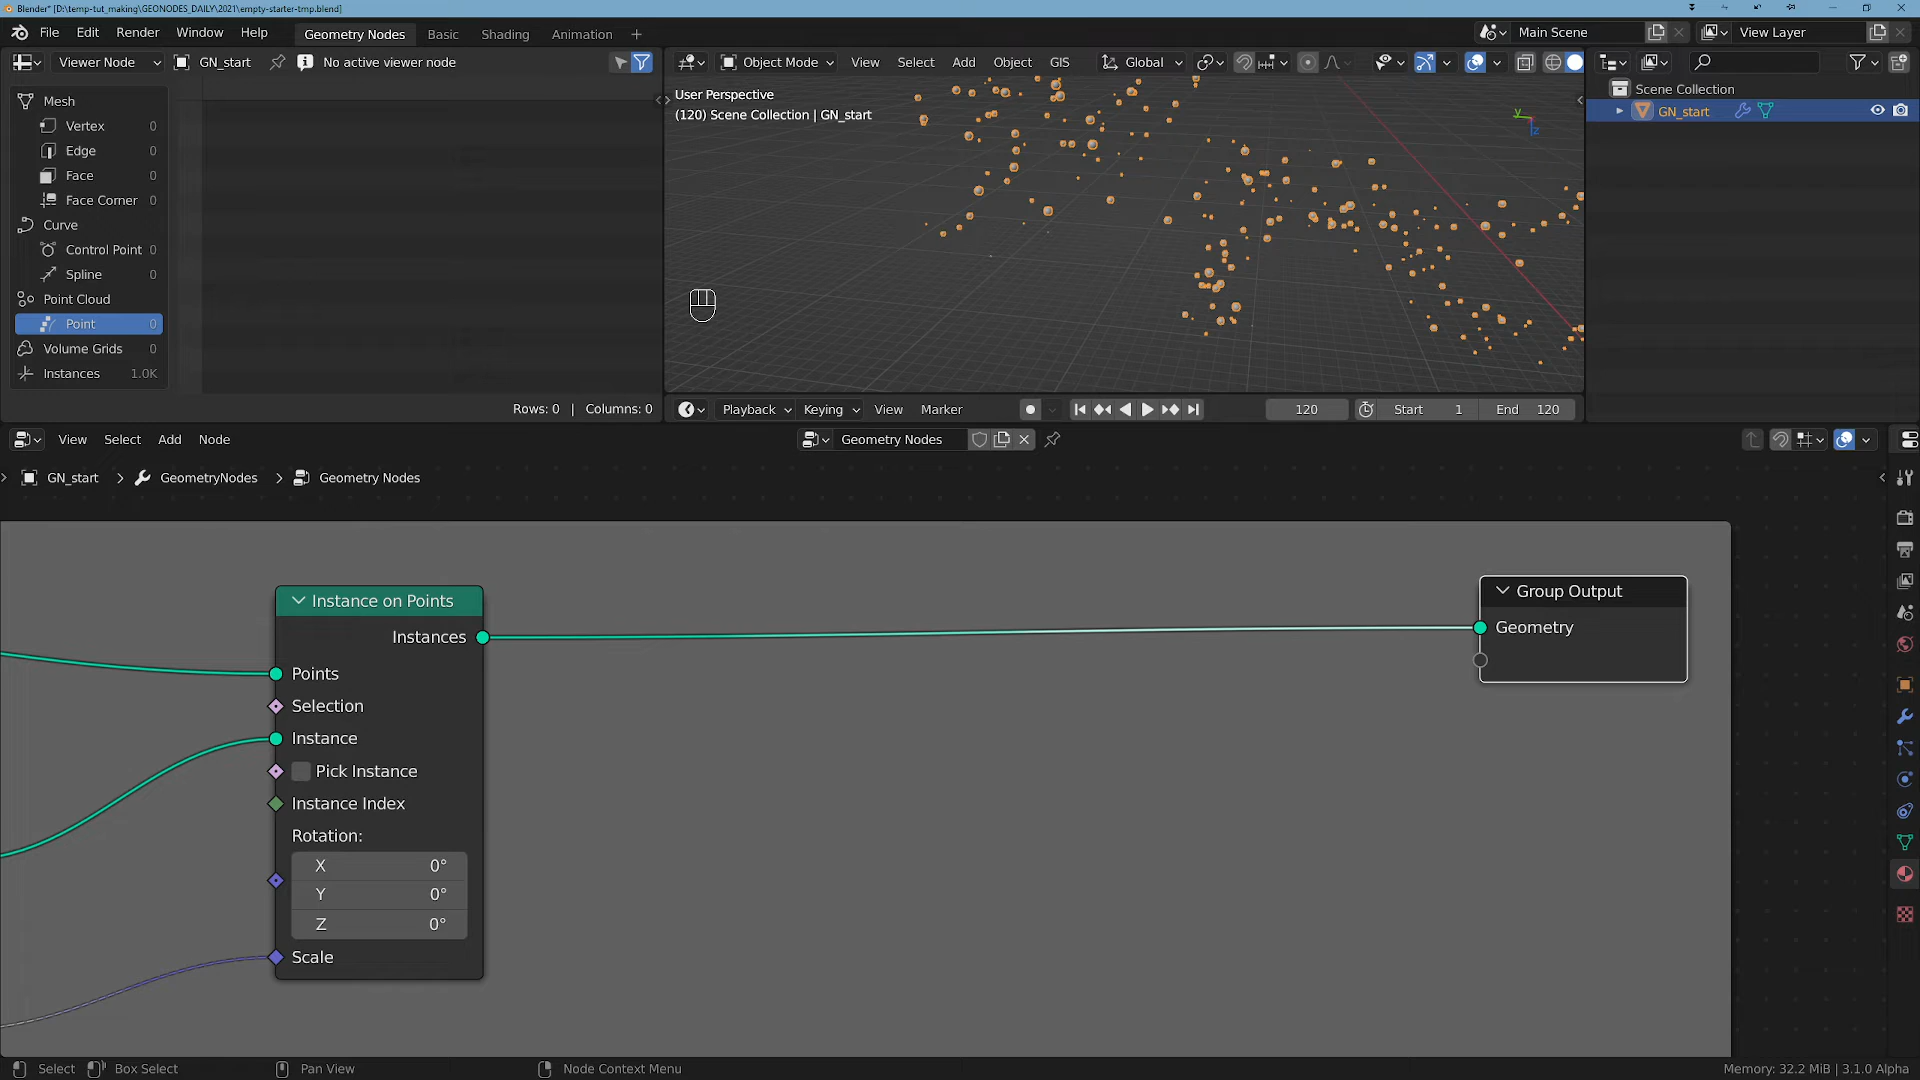 Blender* [D:\temp-tut_making\GEONODES_DAILY\2021\empty-starter-tmp.blend]
File Edit Render Window Help Geometry Nodes Basic Shading Animation Main Scene View Layer
Viewer Node GN_start No active viewer node Object Mode View Select Add Object GIS Global
Mesh
Vertex 0
Edge 0
Face 0
Face Corner 0
Curve
Control Point 0
Spline 0
Point Cloud
Point 0
Volume Grids 0
Instances 1.0K
Rows: 0 | Columns: 0
User Perspective
(120) Scene Collection | GN_start
Y
Z
Scene Collection
GN_start
Playback Keying View Marker 120 Start 1 End 120
View Select Add Node Geometry Nodes
GN_start GeometryNodes Geometry Nodes
Instance on Points
Instances
Points
Selection
Instance
Pick Instance
Instance Index
Rotation:
X 0°
Y 0°
Z 0°
Scale
Group Output
Geometry
Select Box Select Pan View Node Context Menu Memory: 32.2 MiB | 3.1.0 Alpha